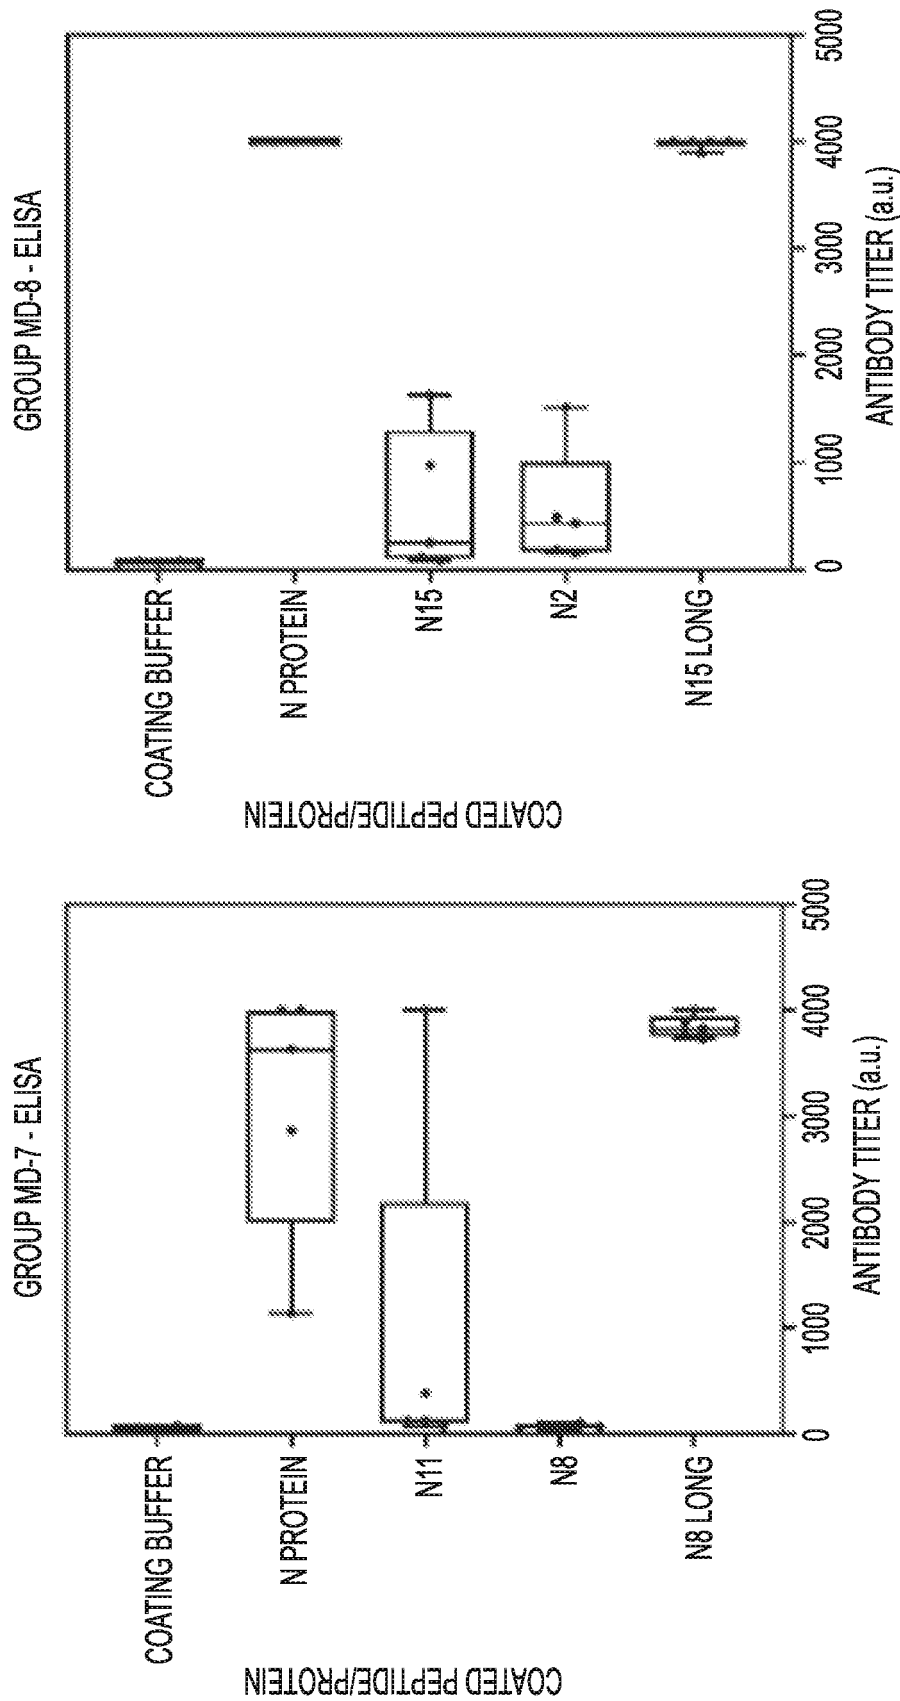 GROUP MD-7 - ELISA
COATED PEPTIDE/PROTEIN
COATING BUFFER
N PROTEIN
N11
N8
N8 LONG
0
1000
2000
3000
4000
5000
ANTIBODY TITER (a.u.)
GROUP MD-8 - ELISA
COATED PEPTIDE/PROTEIN
COATING BUFFER
N PROTEIN
N15
N2
N15 LONG
0
1000
2000
3000
4000
5000
ANTIBODY TITER (a.u.)